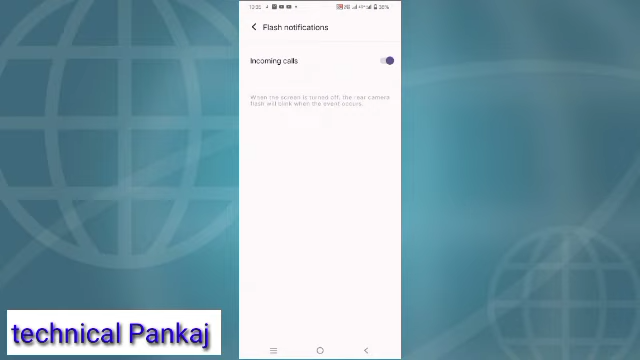 Flash notifications
Incoming calls
When the screen is turned off, the rear camera
flash will blink when the event occurs.
technical Pankaj